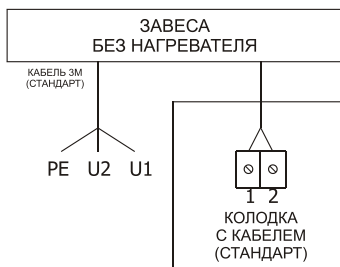 ЗАВЕСА
БЕЗ НАГРЕВАТЕЛЯ
КАБЕЛЬ 3М
(СТАНДАРТ)
PE U2 U1
1 2
КОЛОДКА
С КАБЕЛЕМ
(СТАНДАРТ)